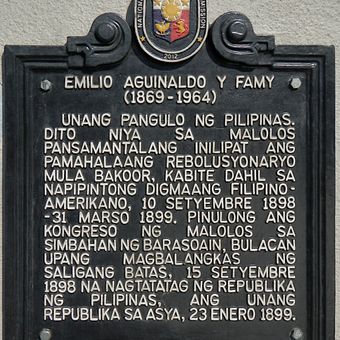 NATIONAL
2012
EMILIO AGUINALDO Y FAMY
(1869-1964)
UNANG PANGULO NG PILIPINAS.
DITO NIYA SA MALOLOS
PANSAMANTALANG INILIPAT ANG
PAMAHALAANG REBOLUSYONARYO
MULA BAKOOR, KABITE DAHIL SA
NAPIPINTONG DIGMAANG FILIPINO-
AMERIKANO, 10 SETYEMBRE 1898
-31 MARSO 1899. PINULONG ANG
KONGRESO NG MALOLOS SA
SIMBAHAN NG BARASOAIN, BULACAN
UPANG MAGBALANGKAS NG
SALIGANG BATAS, 15 SETYEMBRE
1898 NA NAGTATATAG NG REPUBLIKA
NG PILIPINAS, ANG UNANG
REPUBLIKA SA ASYA, 23 ENERO 1899.